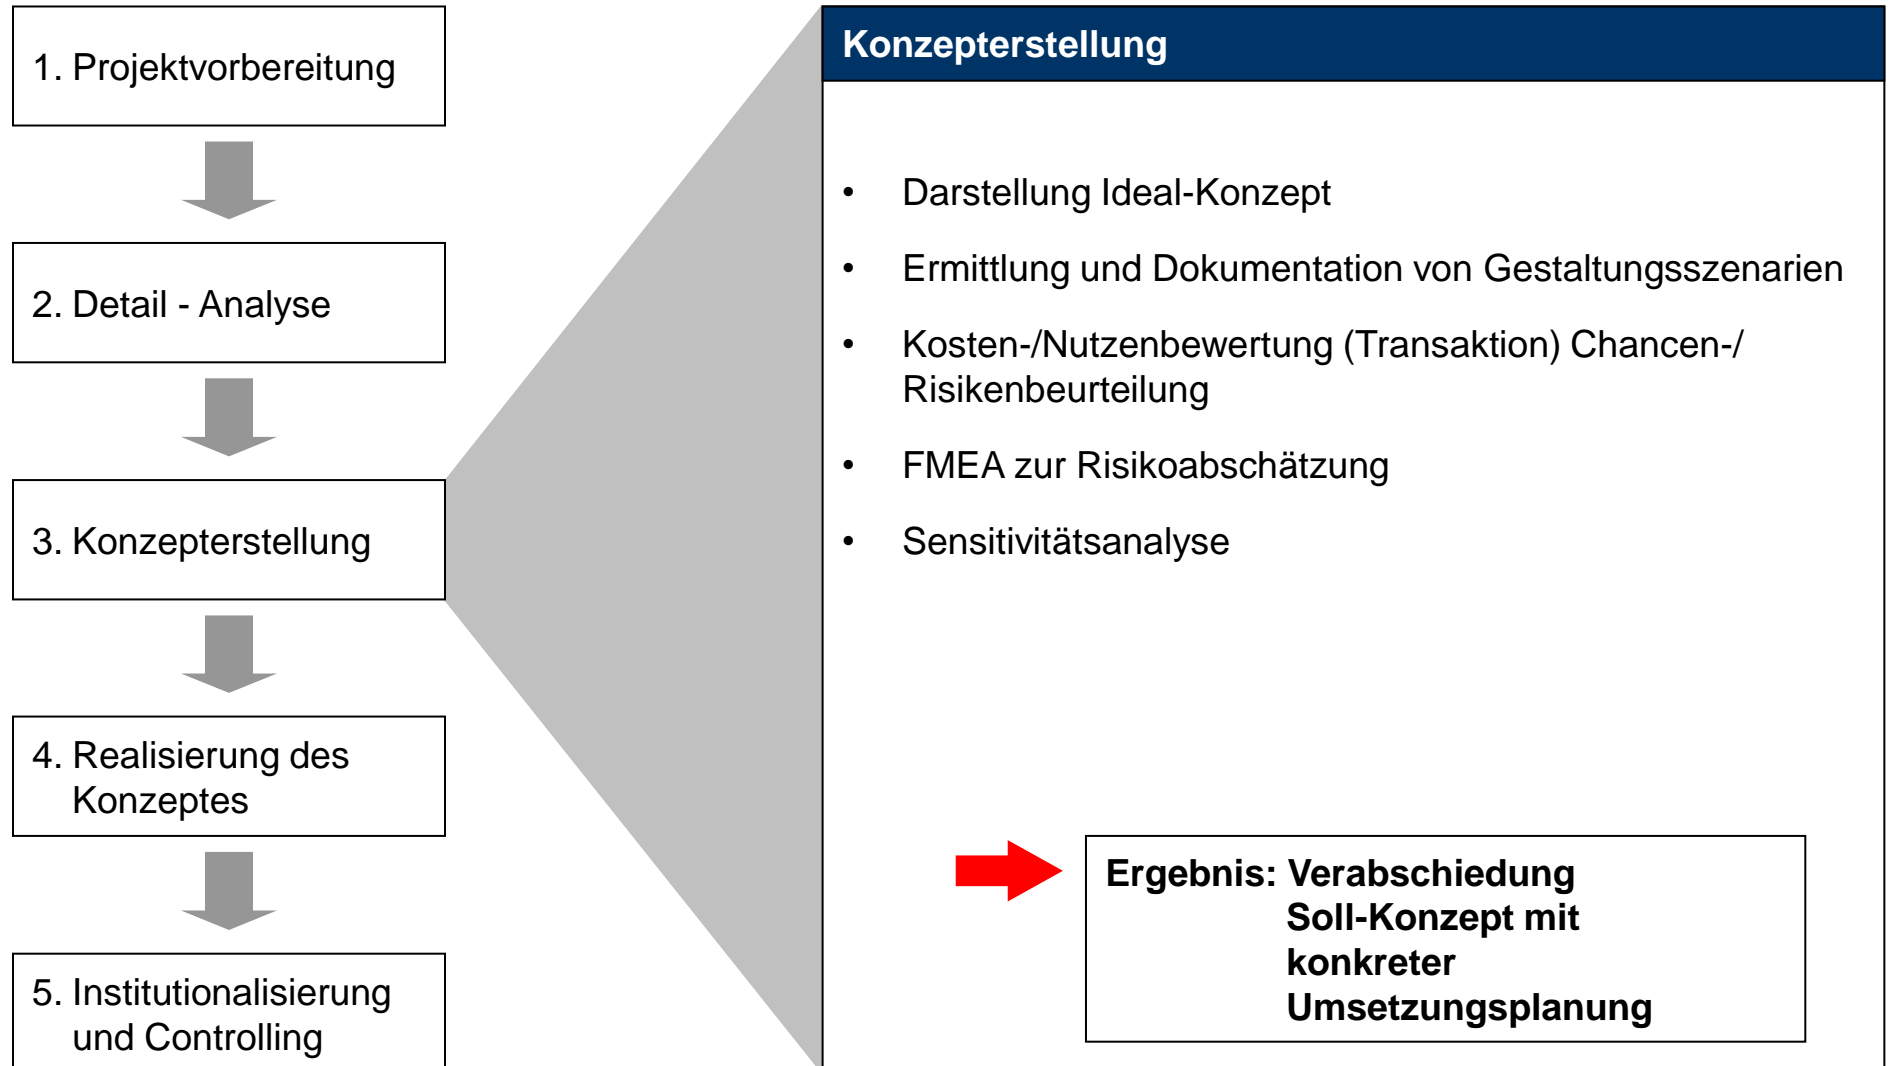 1. Projektvorbereitung
2. Detail - Analyse
3. Konzepterstellung
4. Realisierung des
Konzeptes
5. Institutionalisierung
und Controlling
Konzepterstellung
• Darstellung Ideal-Konzept
• Ermittlung und Dokumentation von Gestaltungsszenarien
• Kosten-/Nutzenbewertung (Transaktion) Chancen-/
Risikenbeurteilung
• FMEA zur Risikoabschätzung
• Sensitivitätsanalyse
Ergebnis: Verabschiedung
Soll-Konzept mit
konkreter
Umsetzungsplanung